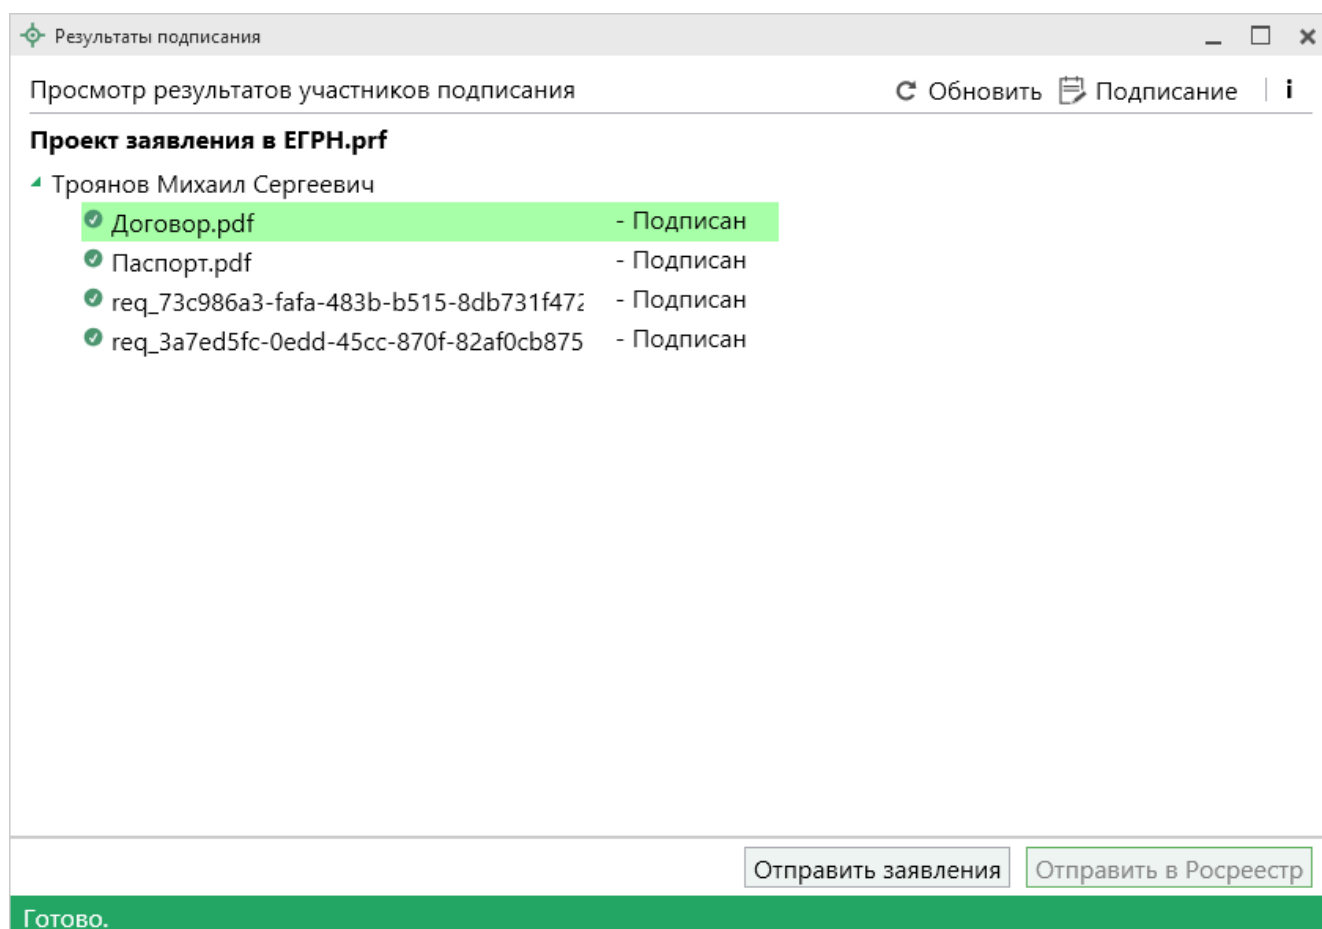 Результаты подписания
Просмотр результатов участников подписания Обновить Подписание i
Проект заявления в ЕГРН.prf
Троянов Михаил Сергеевич
Договор.pdf - Подписан
Паспорт.pdf - Подписан
req_73c986a3-fafa-483b-b515-8db731f472 - Подписан
req_3a7ed5fc-0edd-45cc-870f-82af0cb875 - Подписан
Отправить заявления Отправить в Росреестр
Готово.